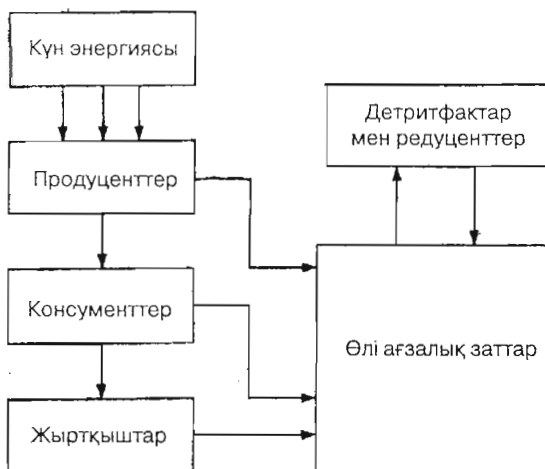 Күн энергиясы
Детритфактар
мен редуценттер
Продуценттер
Консументтер
Өлі ағзалық заттар
Жыртқыштар